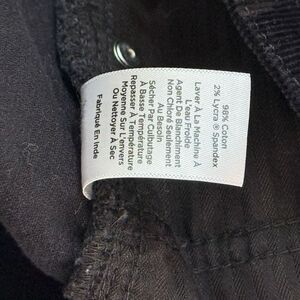 98% Coton
2% Lycra ® Spandex
Laver À La Machine À
L'eau Froide
Agent De Blanchiment
Non Chloré Seulement
Au Besoin
Sécher Par Culbutage
À Basse Température
Repasser À Température
Moyenne Sur L'envers
Ou Nettoyer À Sec
Fabriqué En Inde